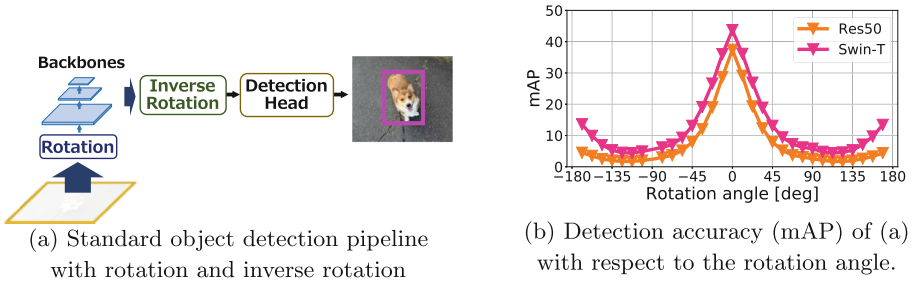 Backbones
Inverse
Rotation
Detection
Head
Rotation
(a) Standard object detection pipeline
with rotation and inverse rotation
50
40
30
20
10
0
mAP
Res50
Swin-T
−180 −135 −90 −45 0 45 90 135 180
Rotation angle [deg]
(b) Detection accuracy (mAP) of (a)
with respect to the rotation angle.